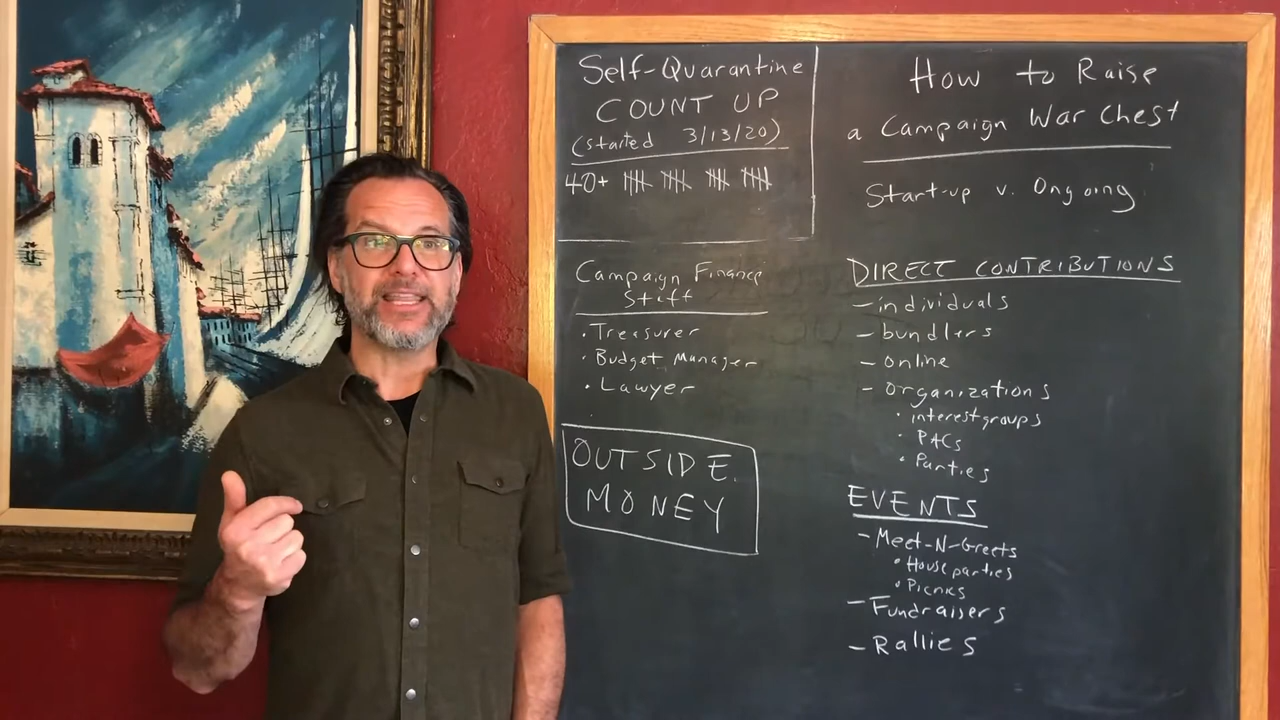 Self-Quarantine
COUNT UP
(started 3/13/20)
40+
Campaign Finance
Staff
• Treasurer
• Budget Manager
• Lawyer
OUTSIDE
MONEY
How to Raise
a Campaign War Chest
Start-up v. Ongoing
DIRECT CONTRIBUTIONS
- individuals
- bundlers
- online
- organizations
• interest groups
• PACs
• Parties
EVENTS
- Meet-N-Greets
• House parties
• Picnics
- Fundraisers
- Rallies